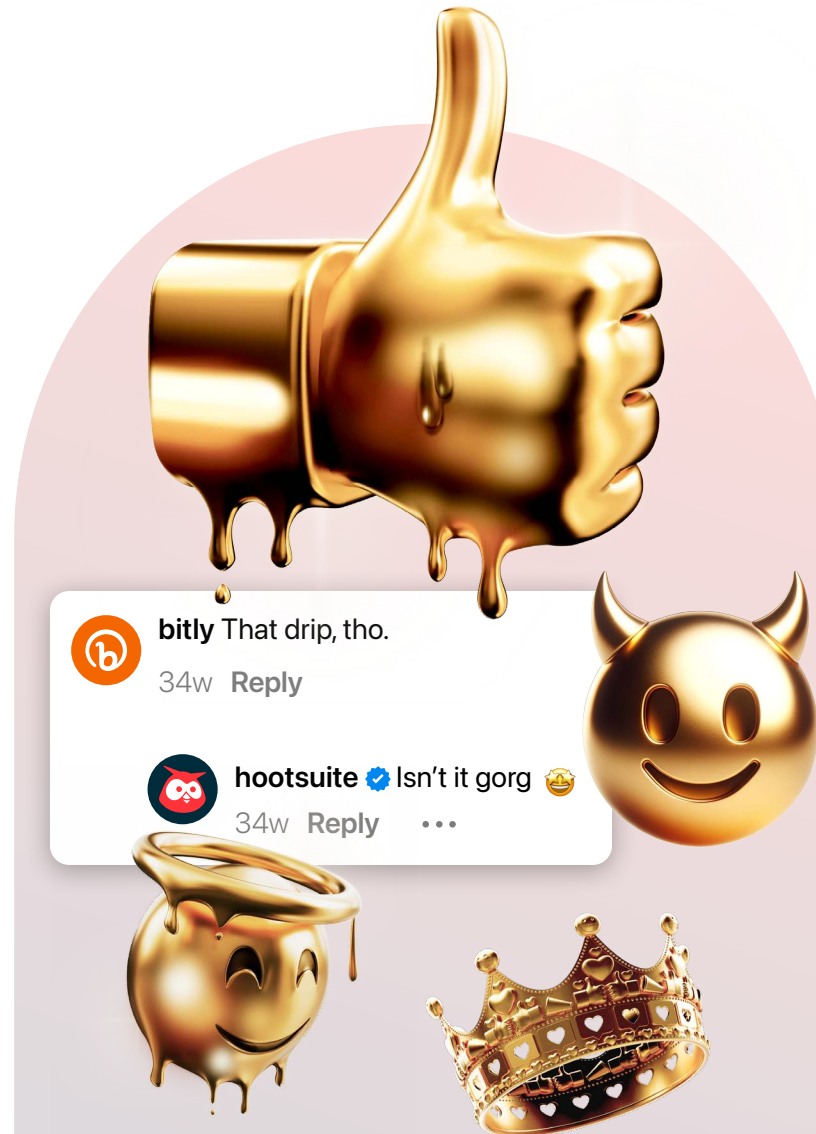 bitly That drip, tho.
34w Reply
hootsuite Isn’t it gorg 🤩
34w Reply •••